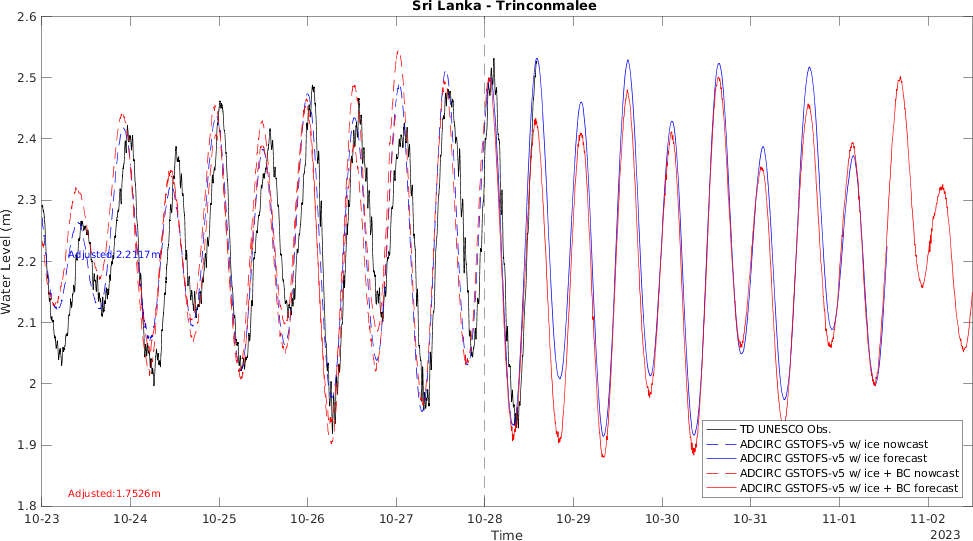 Sri Lanka - Trinconmalee
2.6
2.5
2.4
2.3
2.2
2.1
2
1.9
1.8
Water Level (m)
Adjusted:2.2117m
Adjusted:1.7526m
TD UNESCO Obs.
ADCIRC GSTOFS-v5 w/ ice nowcast
ADCIRC GSTOFS-v5 w/ ice forecast
ADCIRC GSTOFS-v5 w/ ice + BC nowcast
ADCIRC GSTOFS-v5 w/ ice + BC forecast
10-23 10-24 10-25 10-26 10-27 10-28 10-29 10-30 10-31 11-01 11-02
2023
Time